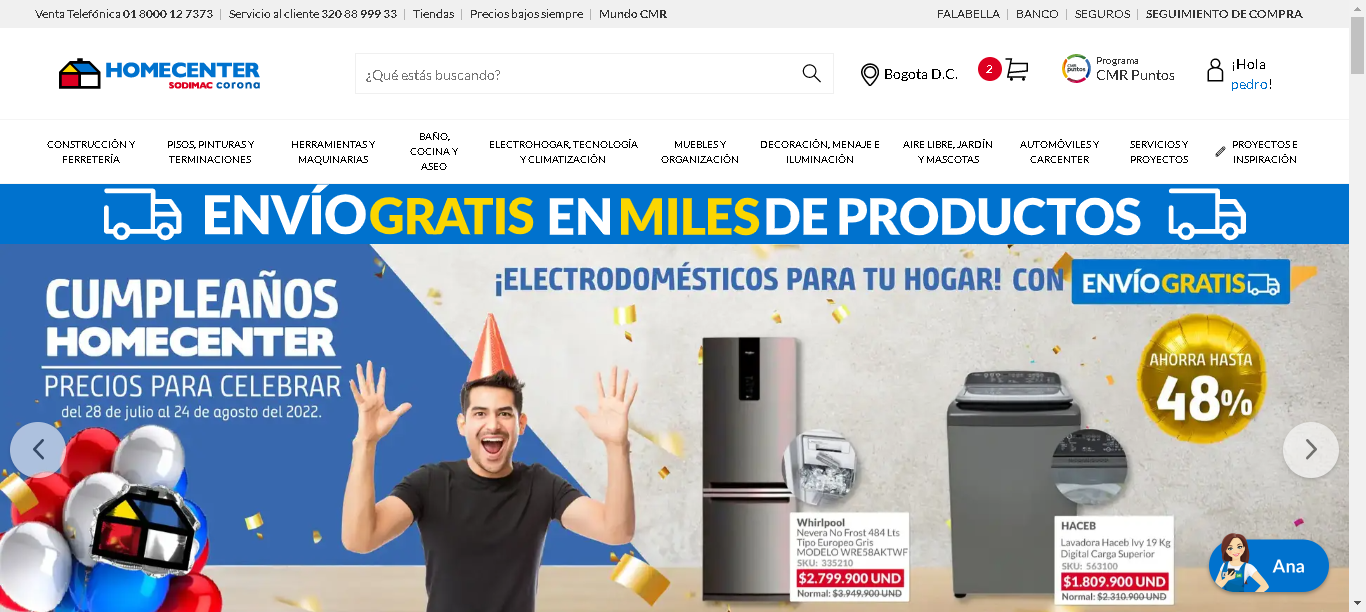 Venta Telefónica 01 8000 12 7373 | Servicio al cliente 320 88 999 33 | Tiendas | Precios bajos siempre | Mundo CMR
FALABELLA | BANCO | SEGUROS | SEGUIMIENTO DE COMPRA
HOMECENTER
SODIMAC corona
¿Qué estás buscando?
Bogota D.C.
2
CMR
puntos
Programa
CMR Puntos
¡Hola
pedro!
CONSTRUCCIÓN Y
FERRETERÍA
PISOS, PINTURAS Y
TERMINACIONES
HERRAMIENTAS Y
MAQUINARIAS
BAÑO,
COCINA Y
ASEO
ELECTROHOGAR, TECNOLOGÍA
Y CLIMATIZACIÓN
MUEBLES Y
ORGANIZACIÓN
DECORACIÓN, MENAJE E
ILUMINACIÓN
AIRE LIBRE, JARDÍN
Y MASCOTAS
AUTOMÓVILES Y
CARCENTER
SERVICIOS Y
PROYECTOS
PROYECTOS E
INSPIRACIÓN
ENVÍO GRATIS EN MILES DE PRODUCTOS
CUMPLEAÑOS
HOMECENTER
PRECIOS PARA CELEBRAR
del 28 de julio al 24 de agosto del 2022.
¡ELECTRODOMÉSTICOS PARA TU HOGAR! CON ENVÍO GRATIS
AHORRA HASTA
48%
Whirlpool
Nevera No Frost 484 Lts
Tipo Europeo Gris
MODELO WRE58AKTWF
SKU: 335210
$2.799.900 UND
Normal: $3.949.900 UND
HACEB
Lavadora Haceb Ivy 19 Kg
Digital Carga Superior
SKU: 563100
$1.809.900 UND
Normal: $2.310.900 UND
Ana